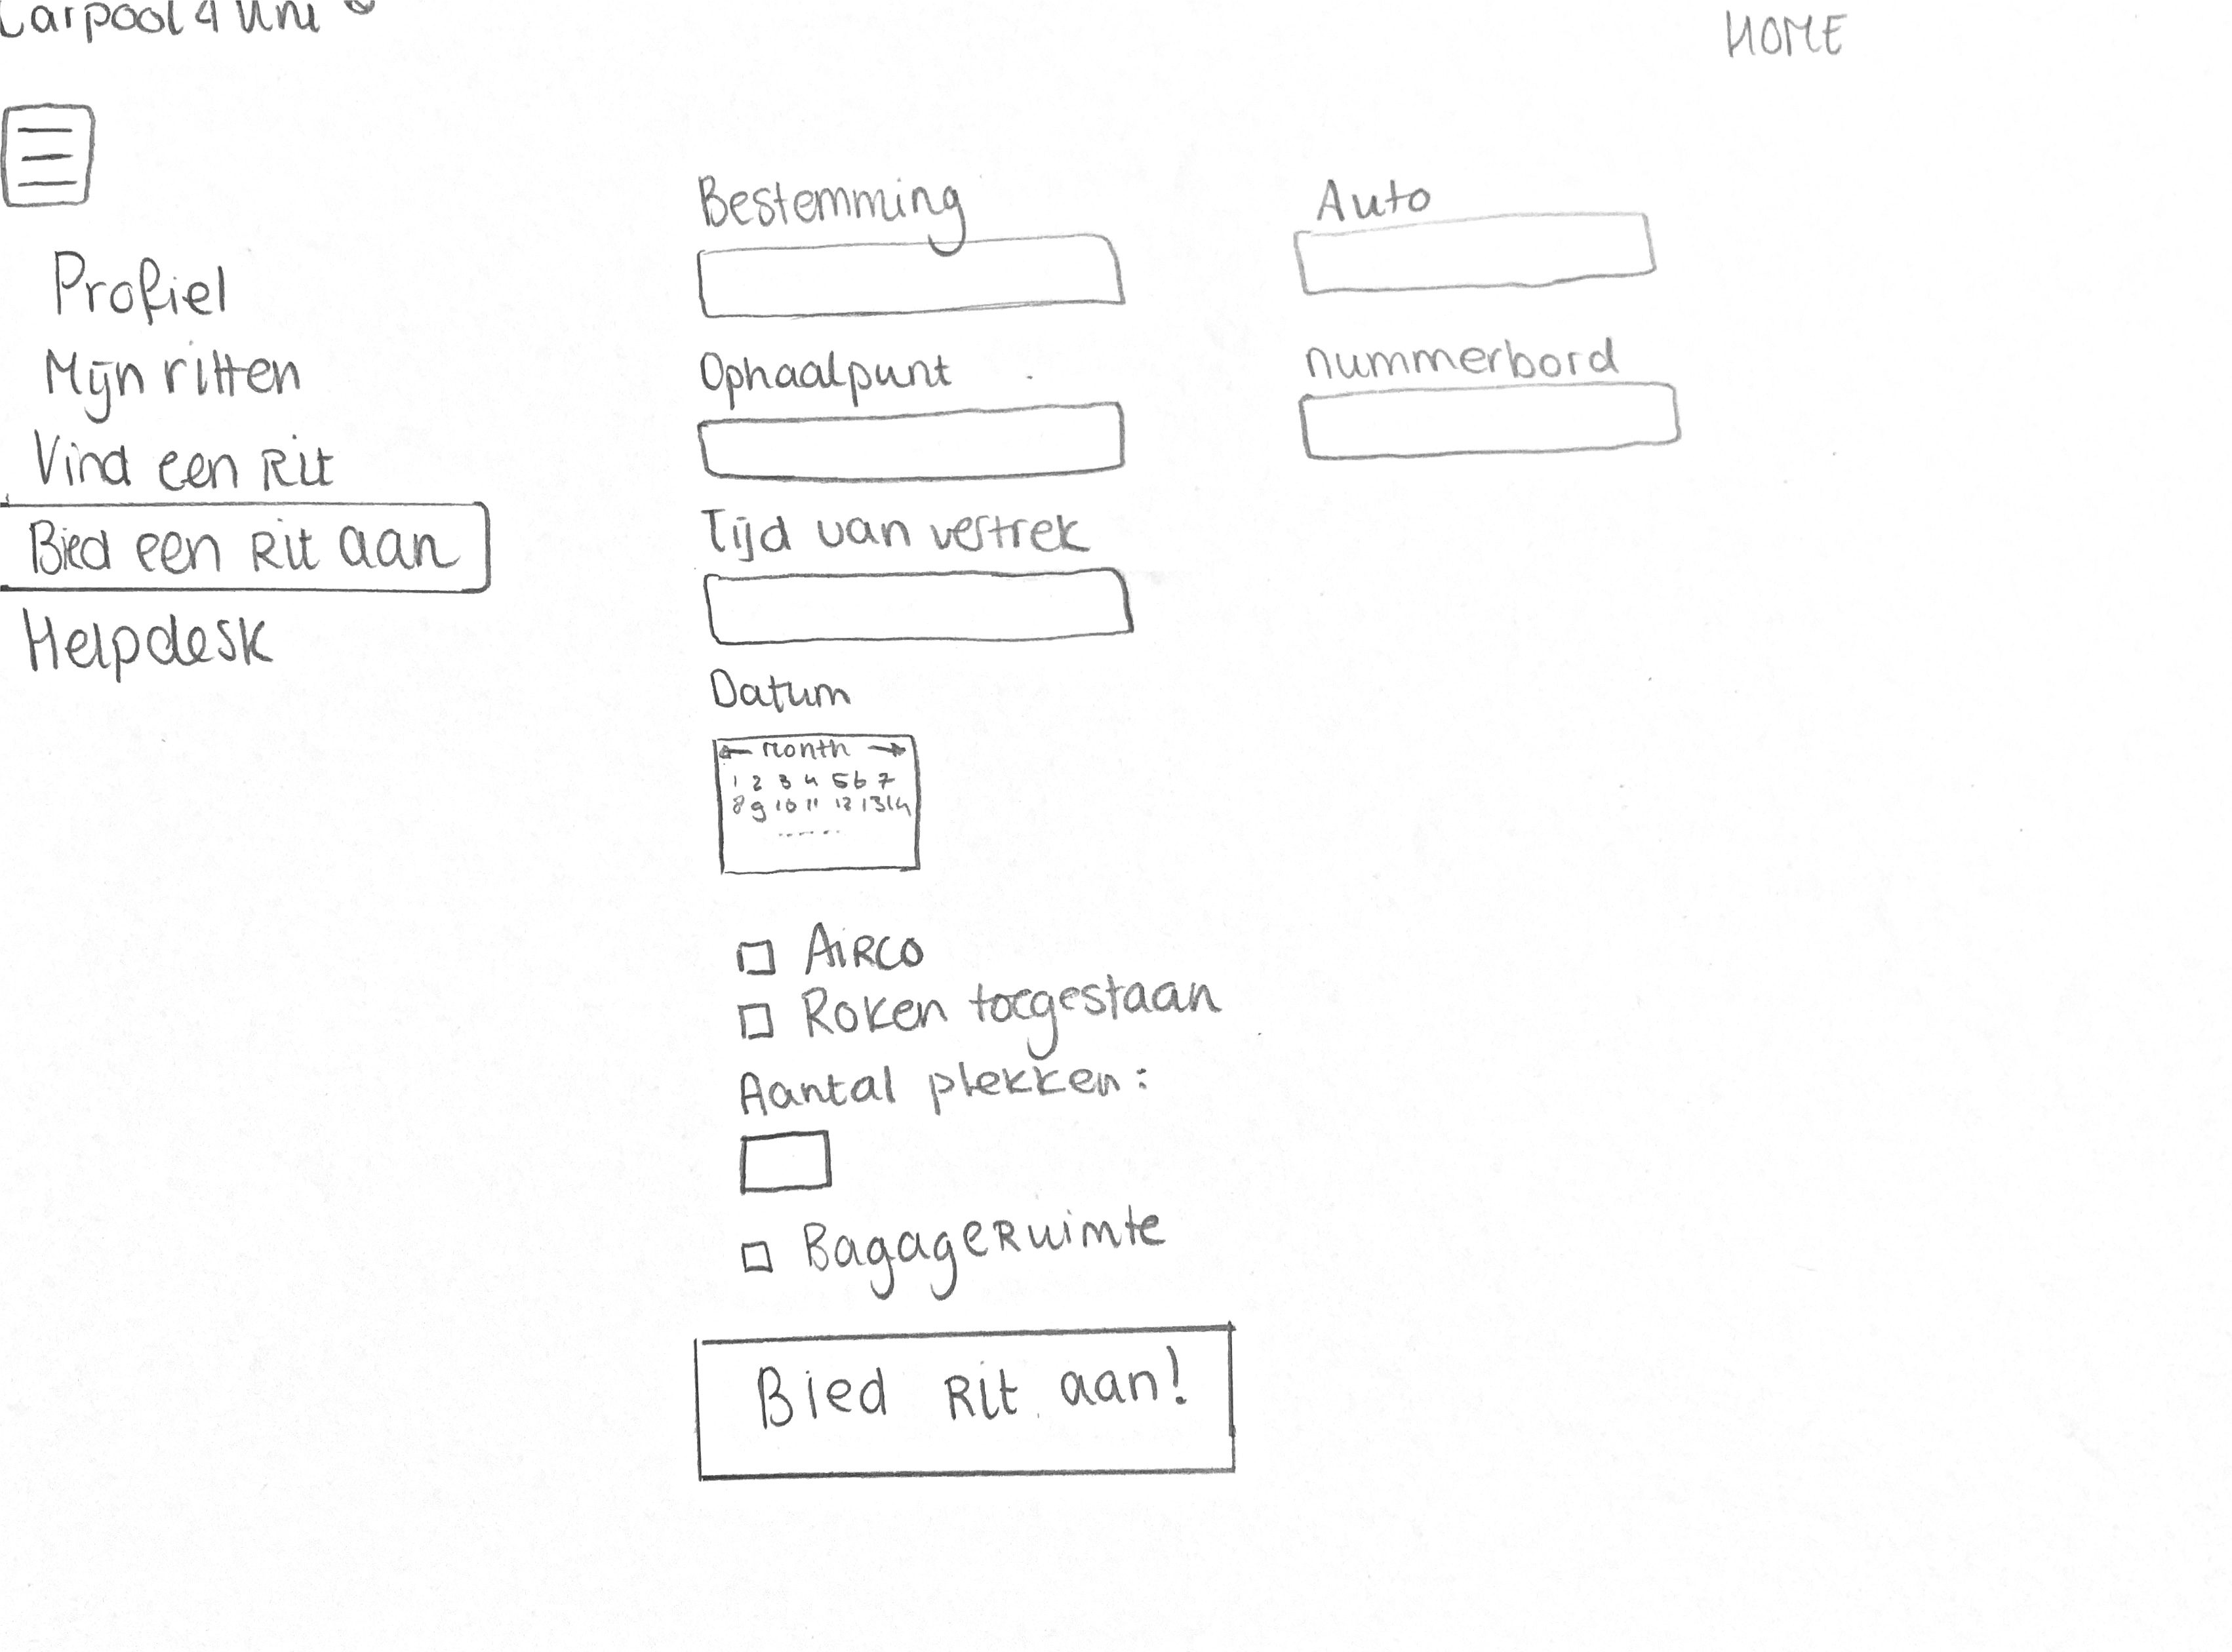 Carpool4Uni
HOME
Profiel
Mijn ritten
Vind een Rit
Bied een Rit aan
Helpdesk
Bestemming
Ophaalpunt
Tijd van vertrek
Datum
← Month →
1 2 3 4 5 6 7
8 9 10 11 12 13 14
......
Airco
Roken toegestaan
Aantal plekken:
Bagageruimte
Bied Rit aan!
Auto
nummerbord